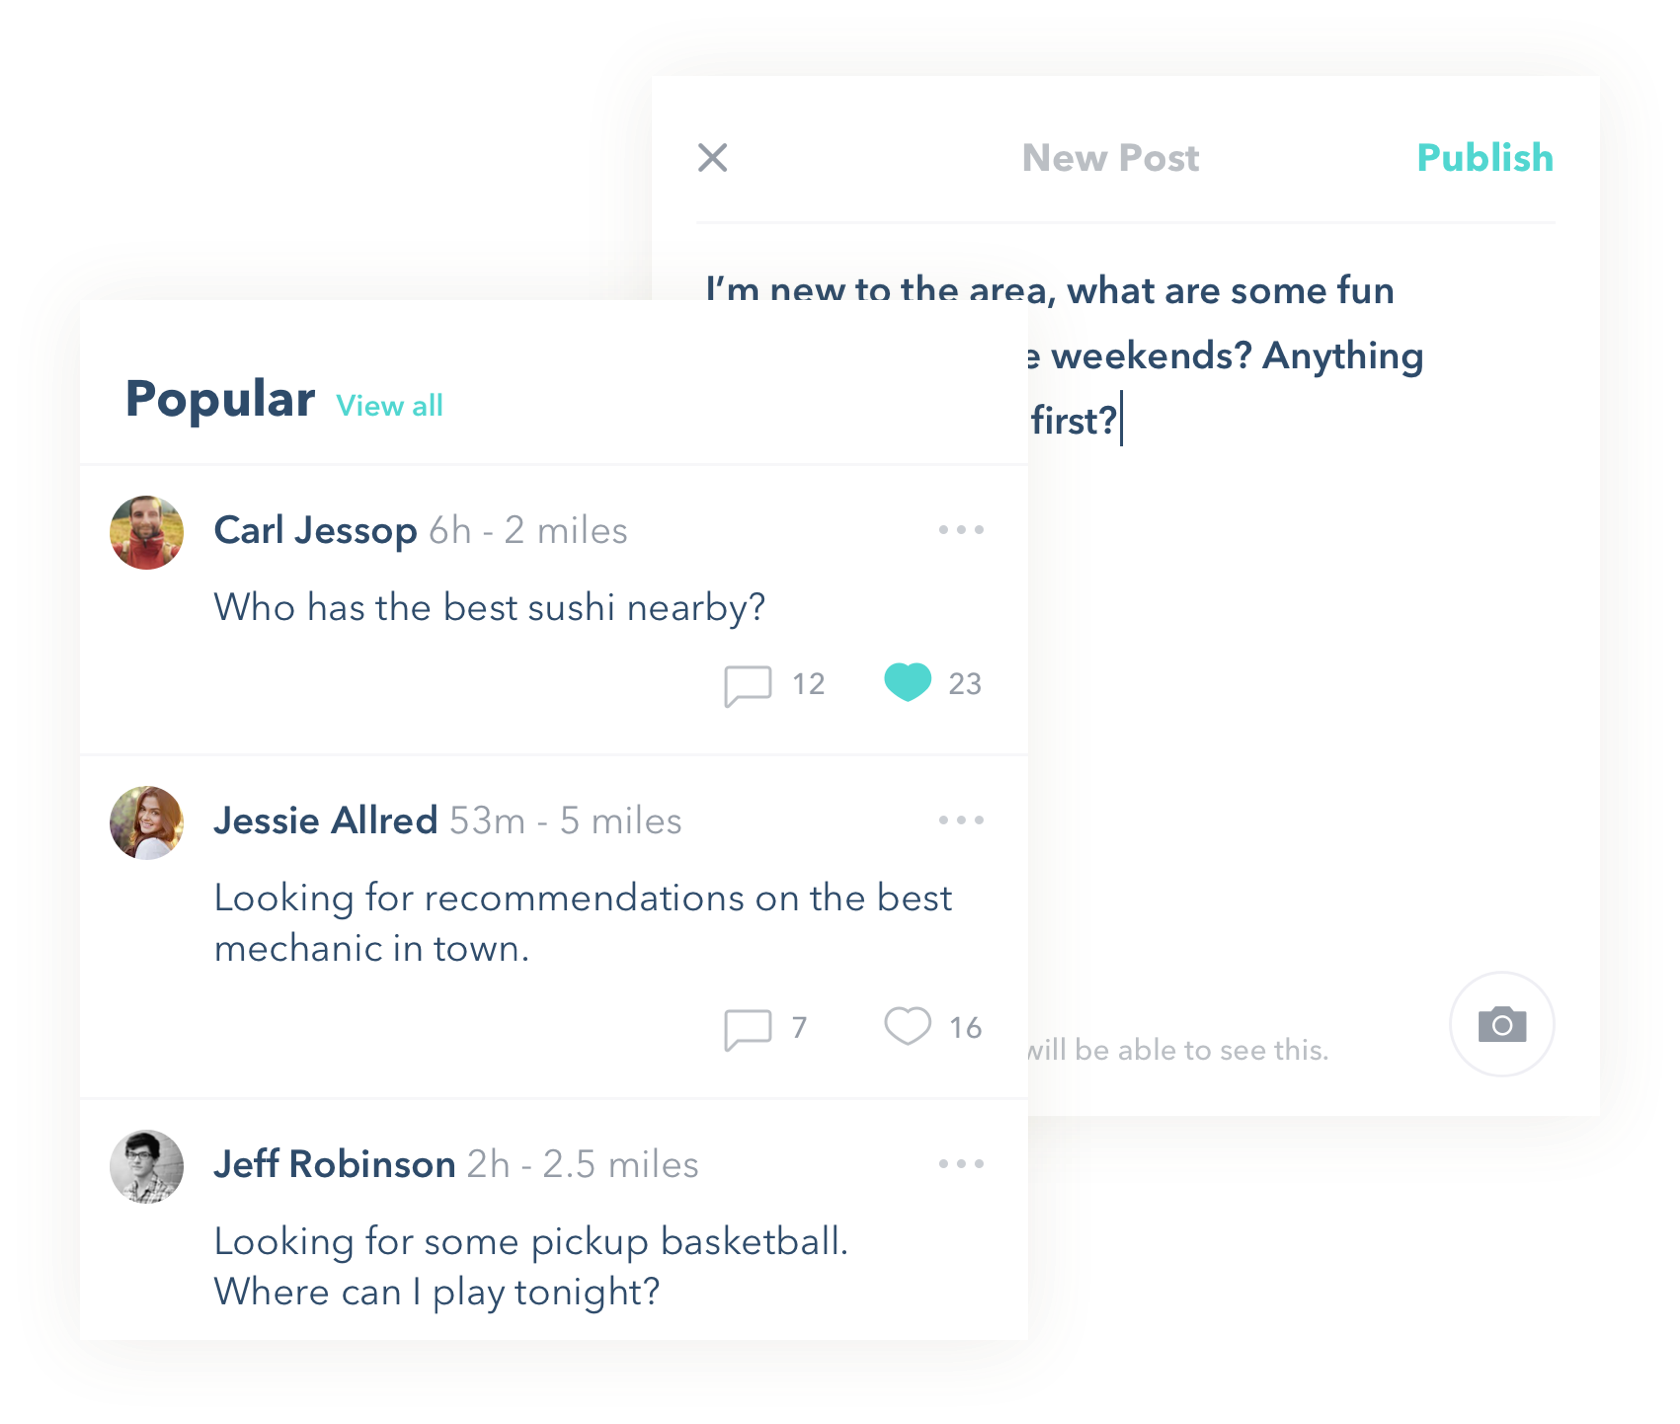 New Post
Publish
I’m new to the area, what are some fun
weekends? Anything
first?
Popular View all
Carl Jessop 6h - 2 miles
Who has the best sushi nearby?
12 23
Jessie Allred 53m - 5 miles
Looking for recommendations on the best
mechanic in town.
7 16
will be able to see this.
Jeff Robinson 2h - 2.5 miles
Looking for some pickup basketball.
Where can I play tonight?